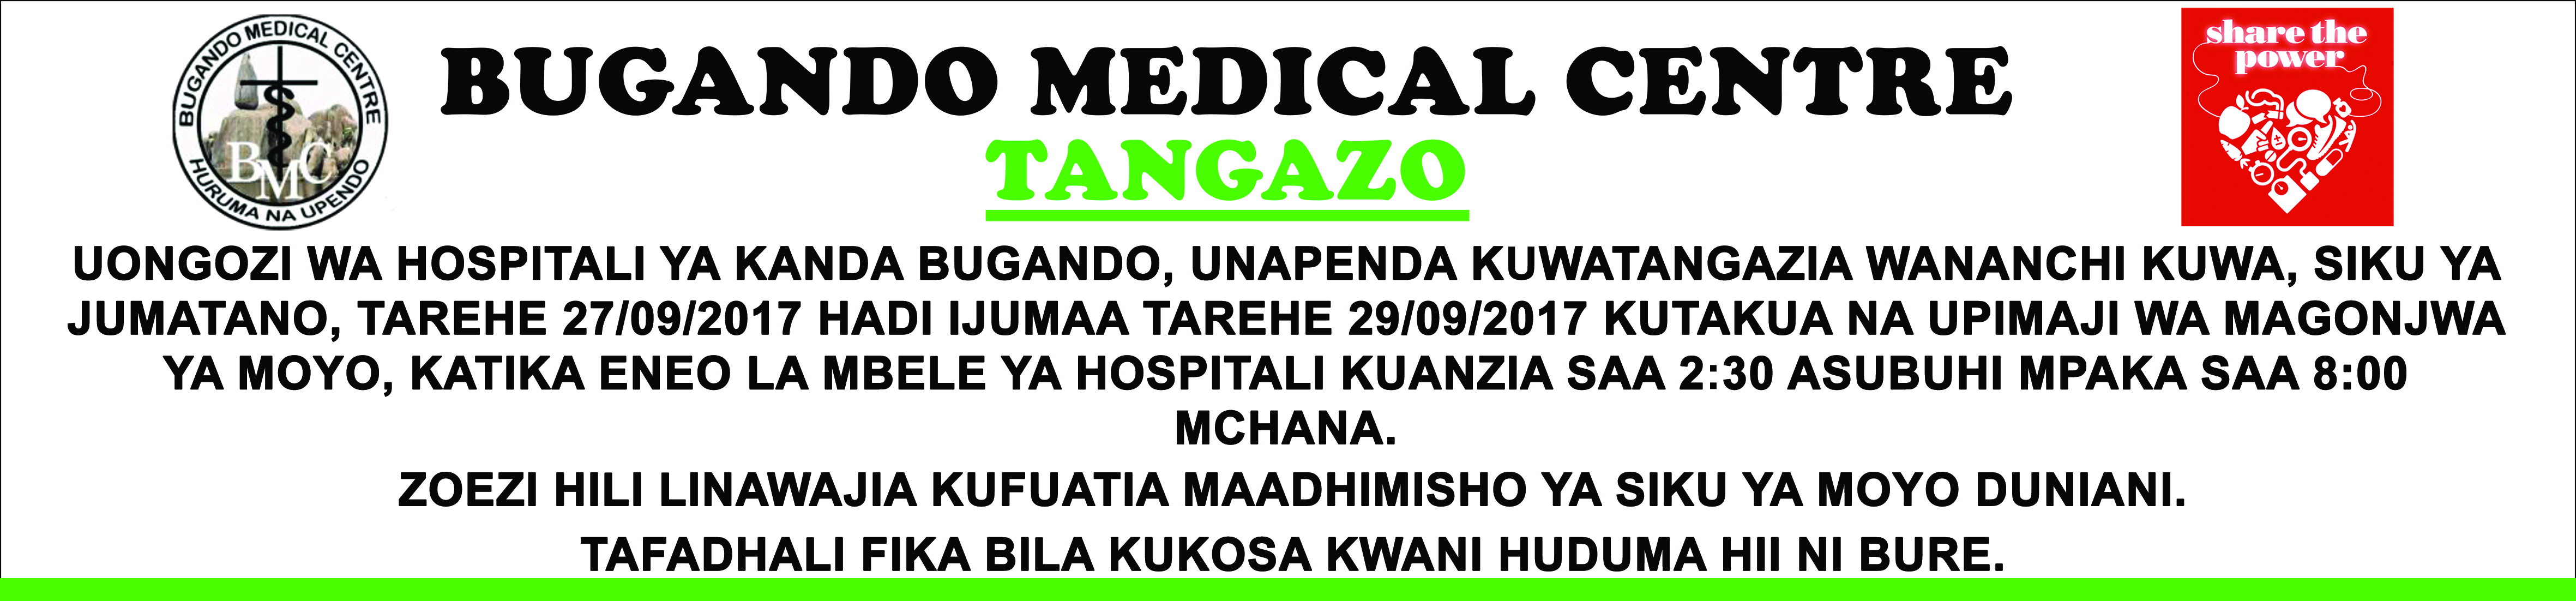 BUGANDO MEDICAL CENTRE
BMC
HURUMA NA UPENDO
BUGANDO MEDICAL CENTRE
TANGAZO
share the
power
UONGOZI WA HOSPITALI YA KANDA BUGANDO, UNAPENDA KUWATANGAZIA WANANCHI KUWA, SIKU YA
JUMATANO, TAREHE 27/09/2017 HADI IJUMAA TAREHE 29/09/2017 KUTAKUA NA UPIMAJI WA MAGONJWA
YA MOYO, KATIKA ENEO LA MBELE YA HOSPITALI KUANZIA SAA 2:30 ASUBUHI MPAKA SAA 8:00
MCHANA.
ZOEZI HILI LINAWAJIA KUFUATIA MAADHIMISHO YA SIKU YA MOYO DUNIANI.
TAFADHALI FIKA BILA KUKOSA KWANI HUDUMA HII NI BURE.